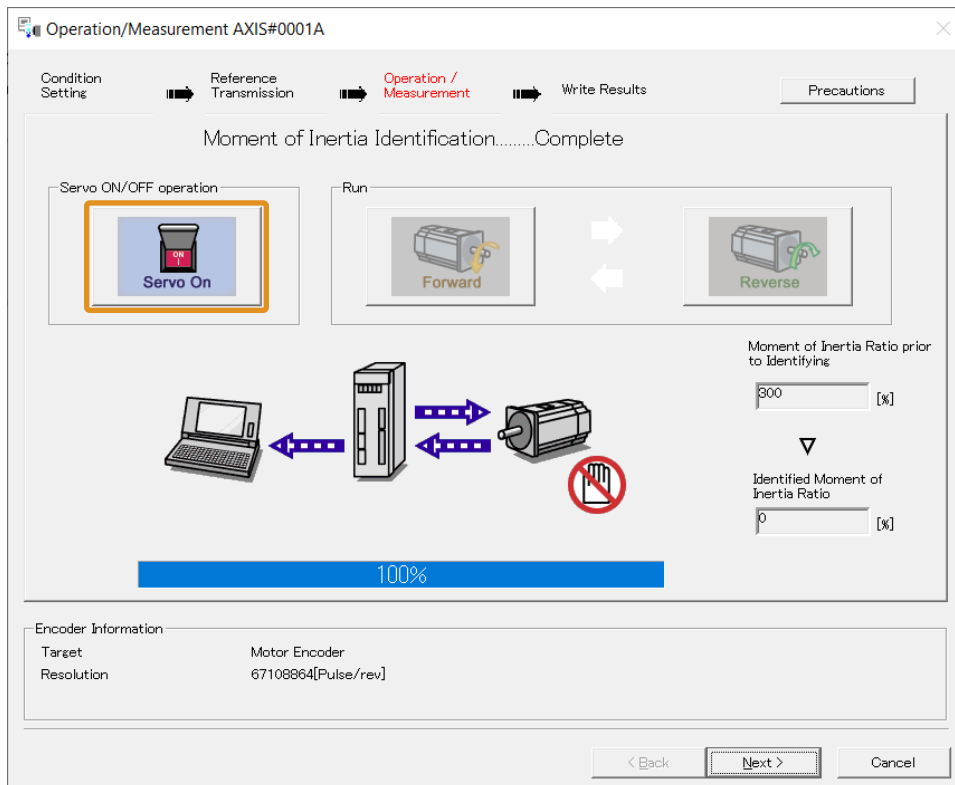 Operation/Measurement AXIS#0001A
Condition
Setting
Reference
Transmission
Operation /
Measurement
Write Results
Precautions
Moment of Inertia Identification.........Complete
Servo ON/OFF operation
ON
I
Servo On
Run
Forward
Reverse
Moment of Inertia Ratio prior
to Identifying
300
[%]
Identified Moment of
Inertia Ratio
0
[%]
100%
Encoder Information
Target Motor Encoder
Resolution 67108864[Pulse/rev]
< Back
Next >
Cancel